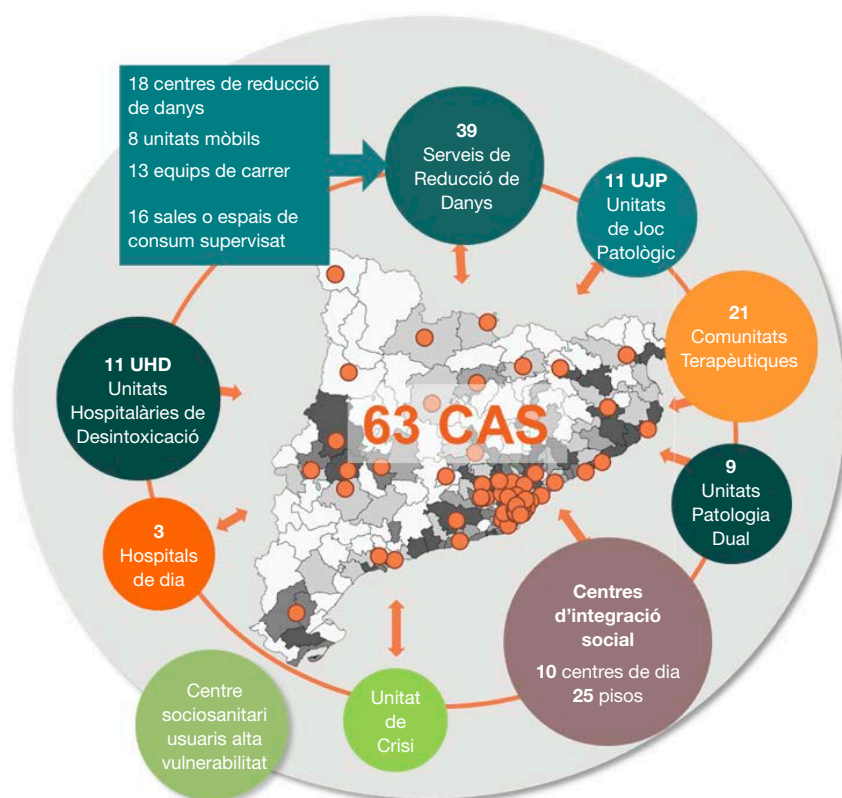 18 centres de reducció
de danys
8 unitats mòbils
13 equips de carrer
16 sales o espais de
consum supervisat
39
Serveis de
Reducció de
Danys
11 UJP
Unitats
de Joc
Patològic
21
Comunitats
Terapèutiques
11 UHD
Unitats
Hospitalàries de
Desintoxicació
63 CAS
9
Unitats
Patologia
Dual
3
Hospitals
de dia
Centres
d’integració
social
10 centres de dia
25 pisos
Centre
sociosanitari
usuaris alta
vulnerabilitat
Unitat
de
Crisi